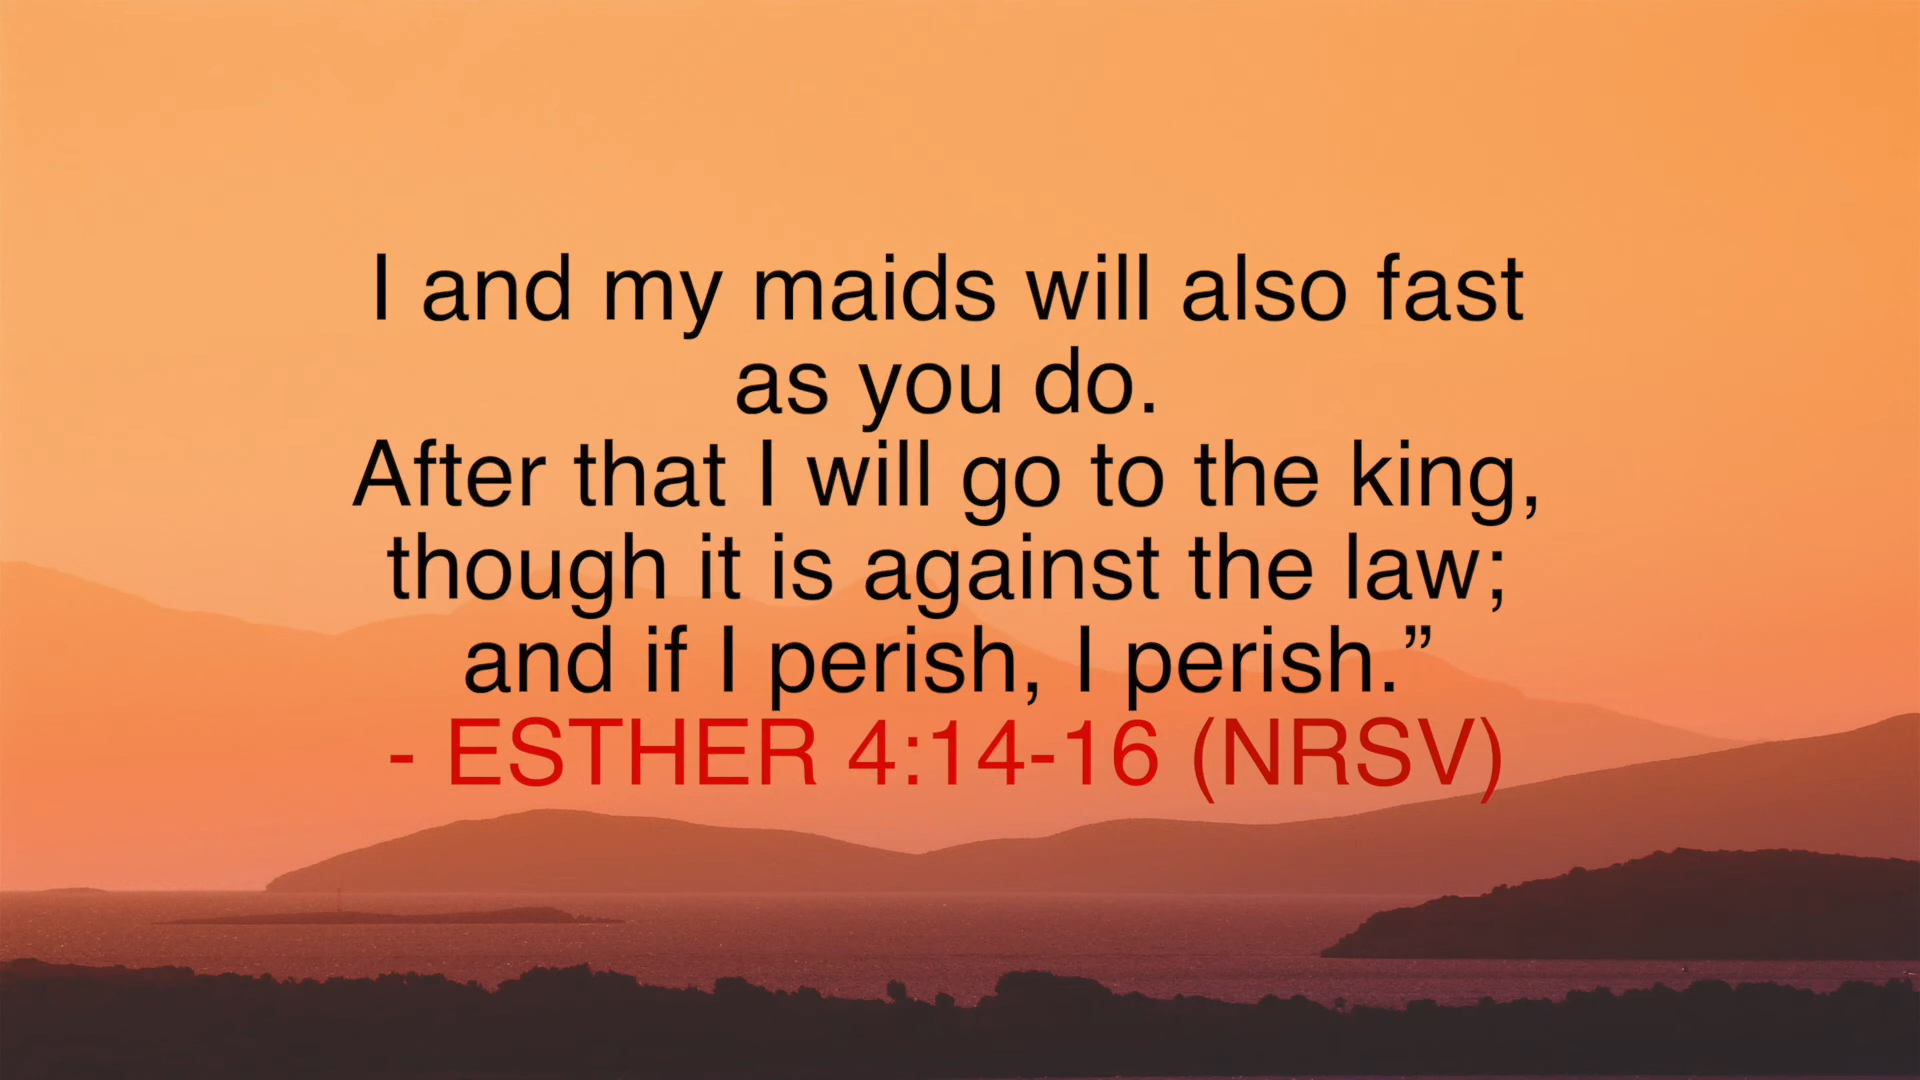 I and my maids will also fast
as you do.
After that I will go to the king,
though it is against the law;
and if I perish, I perish.”
- ESTHER 4:14-16 (NRSV)